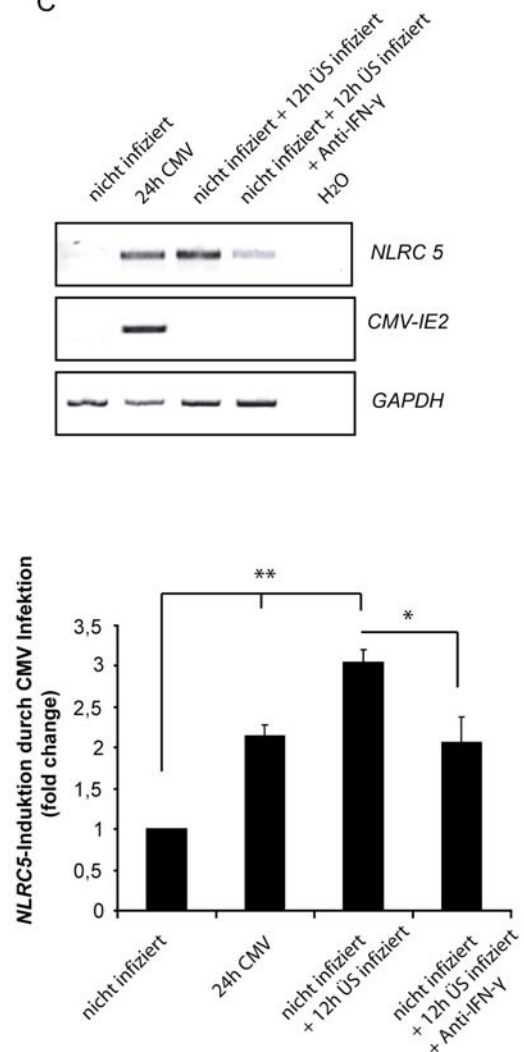 C
nicht infiziert
24h CMV
nicht infiziert + 12h ÜS infiziert
nicht infiziert + 12h ÜS infiziert
+ Anti-IFN-γ
H2O
NLRC 5
CMV-IE2
GAPDH
NLRC5-Induktion durch CMV Infektion
(fold change)
**
*
3,5
3
2,5
2
1,5
1
0,5
0
nicht infiziert
24h CMV
nicht infiziert
+ 12h ÜS infiziert
nicht infiziert
+ 12h ÜS infiziert
+ Anti-IFN-γ